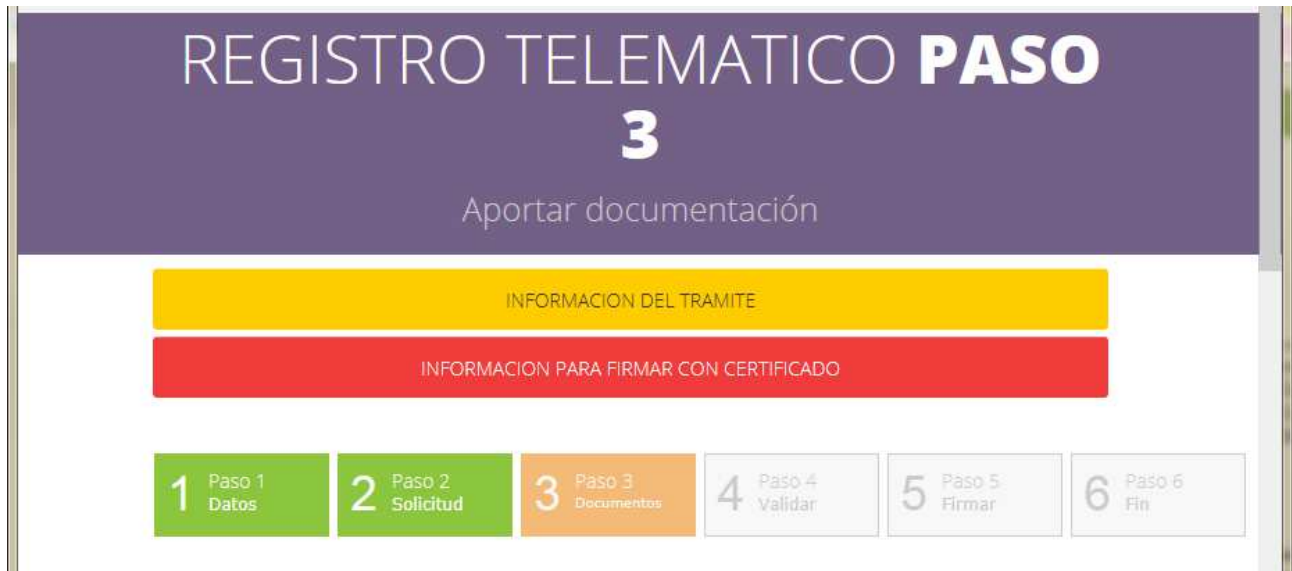 REGISTRO TELEMATICO PASO
3
Aportar documentación
INFORMACION DEL TRAMITE
INFORMACION PARA FIRMAR CON CERTIFICADO
1 Paso 1
Datos
2 Paso 2
Solicitud
3 Paso 3
Documentos
4 Paso 4
Validar
5 Paso 5
Firmar
6 Paso 6
Fin